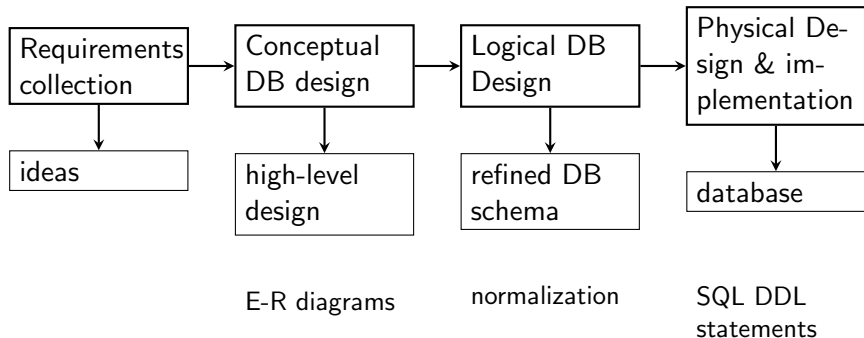 Requirements
collection
Conceptual
DB design
Logical DB
Design
Physical De-
sign & im-
plementation
ideas
high-level
design
refined DB
schema
database
E-R diagrams
normalization
SQL DDL
statements